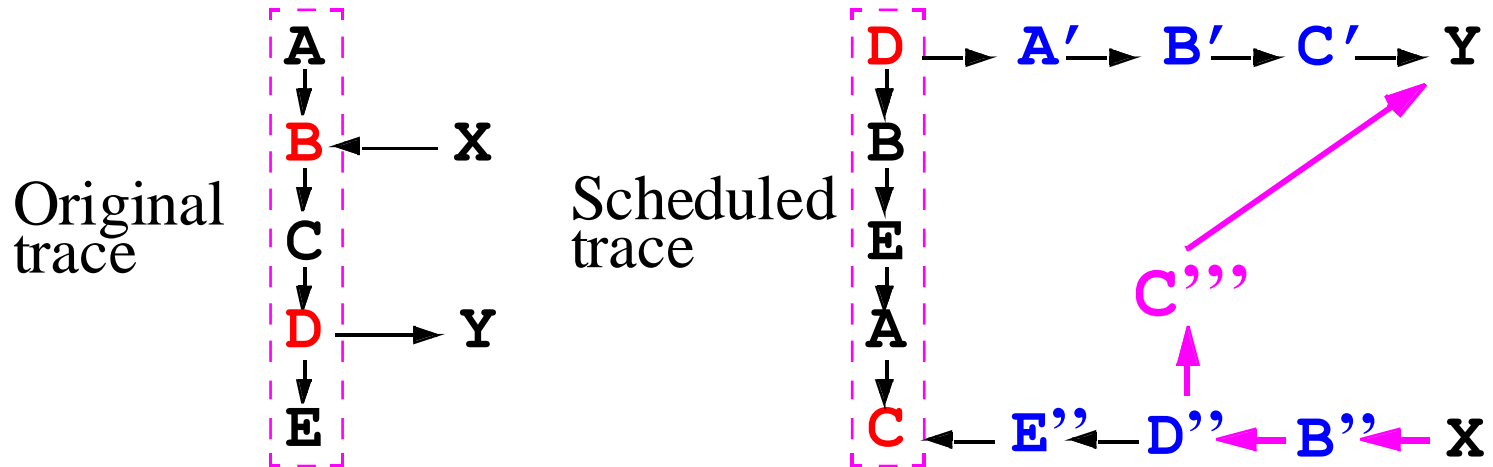 A
B X
C
D Y
E
Original
trace
Scheduled
trace
D A′ B′ C′ Y
B
E
A
C’’’
C E’’ D’’ B’’ X